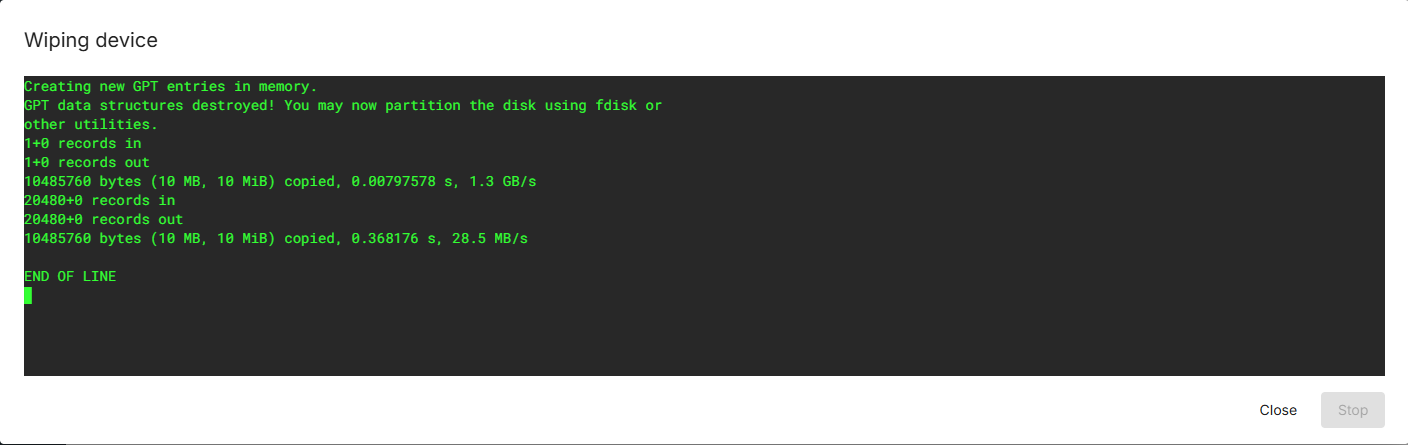 Wiping device
Creating new GPT entries in memory.
GPT data structures destroyed! You may now partition the disk using fdisk or
other utilities.
1+0 records in
1+0 records out
10485760 bytes (10 MB, 10 MiB) copied, 0.00797578 s, 1.3 GB/s
20480+0 records in
20480+0 records out
10485760 bytes (10 MB, 10 MiB) copied, 0.368176 s, 28.5 MB/s
END OF LINE
Close
Stop